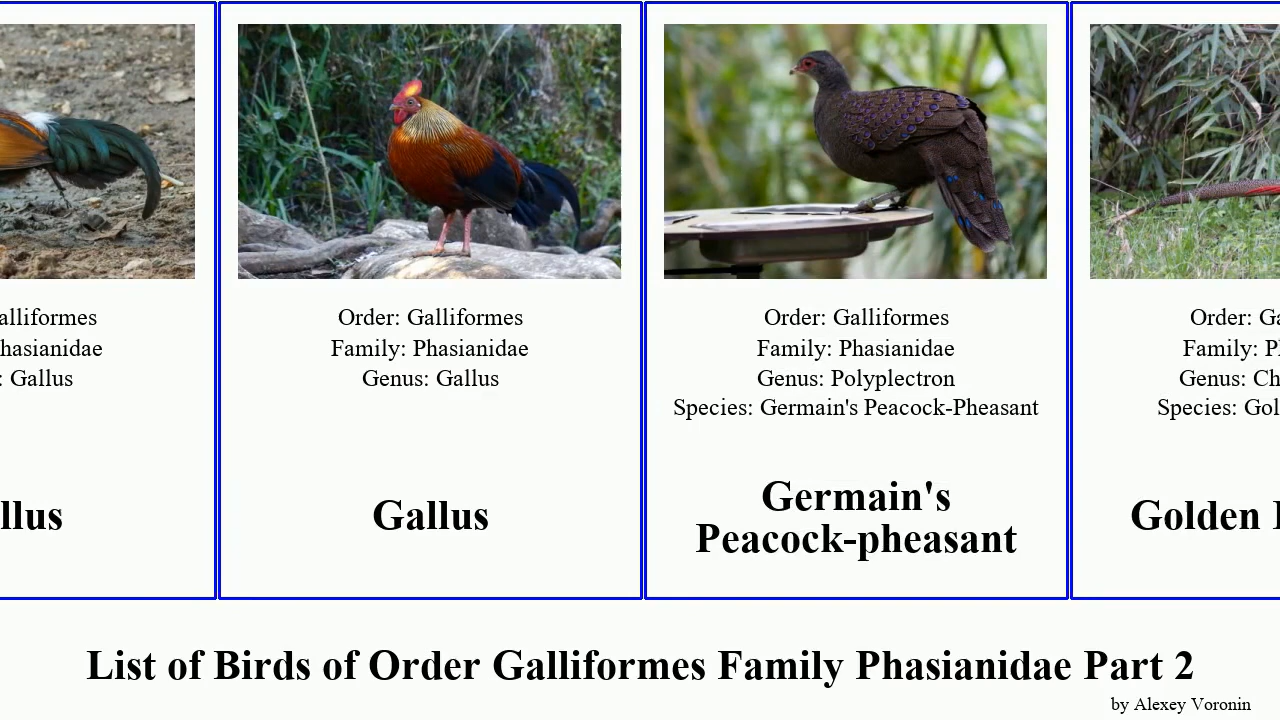 alliformes
hasianidae
: Gallus
llus
Order: Galliformes
Family: Phasianidae
Genus: Gallus
Gallus
Order: Galliformes
Family: Phasianidae
Genus: Polyplectron
Species: Germain's Peacock-Pheasant
Germain's
Peacock-pheasant
Order: Ga
Family: P
Genus: Ch
Species: Gol
Golden
List of Birds of Order Galliformes Family Phasianidae Part 2
by Alexey Voronin